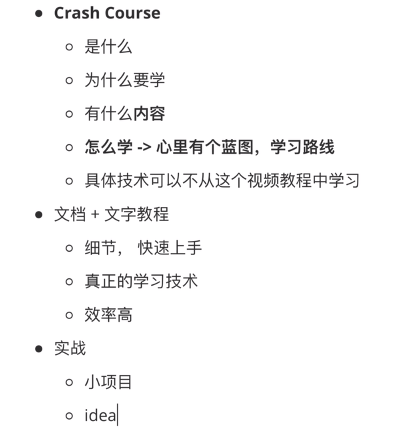 Crash Course
是什么
为什么要学
有什么内容
怎么学 -> 心里有个蓝图，学习路线
具体技术可以不从这个视频教程中学习
文档 + 文字教程
细节， 快速上手
真正的学习技术
效率高
实战
小项目
idea